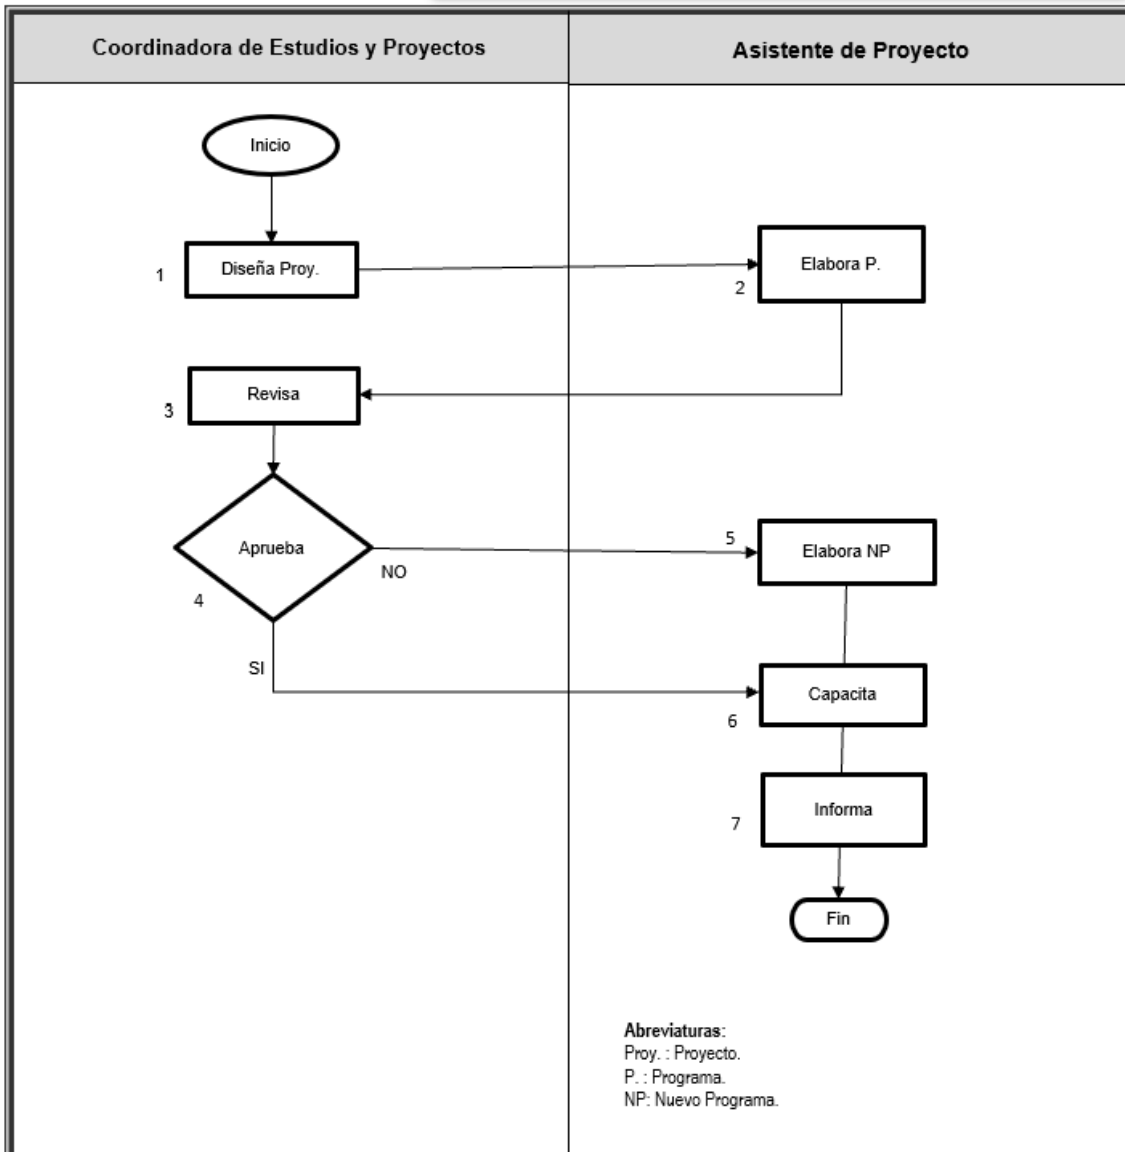 Coordinadora de Estudios y Proyectos
Asistente de Proyecto
Inicio
Diseña Proy.
1
Elabora P.
2
Revisa
3
Aprueba
4
NO
SI
5
Elabora NP
Capacita
6
Informa
7
Fin
Abreviaturas:
Proy. : Proyecto.
P. : Programa.
NP: Nuevo Programa.